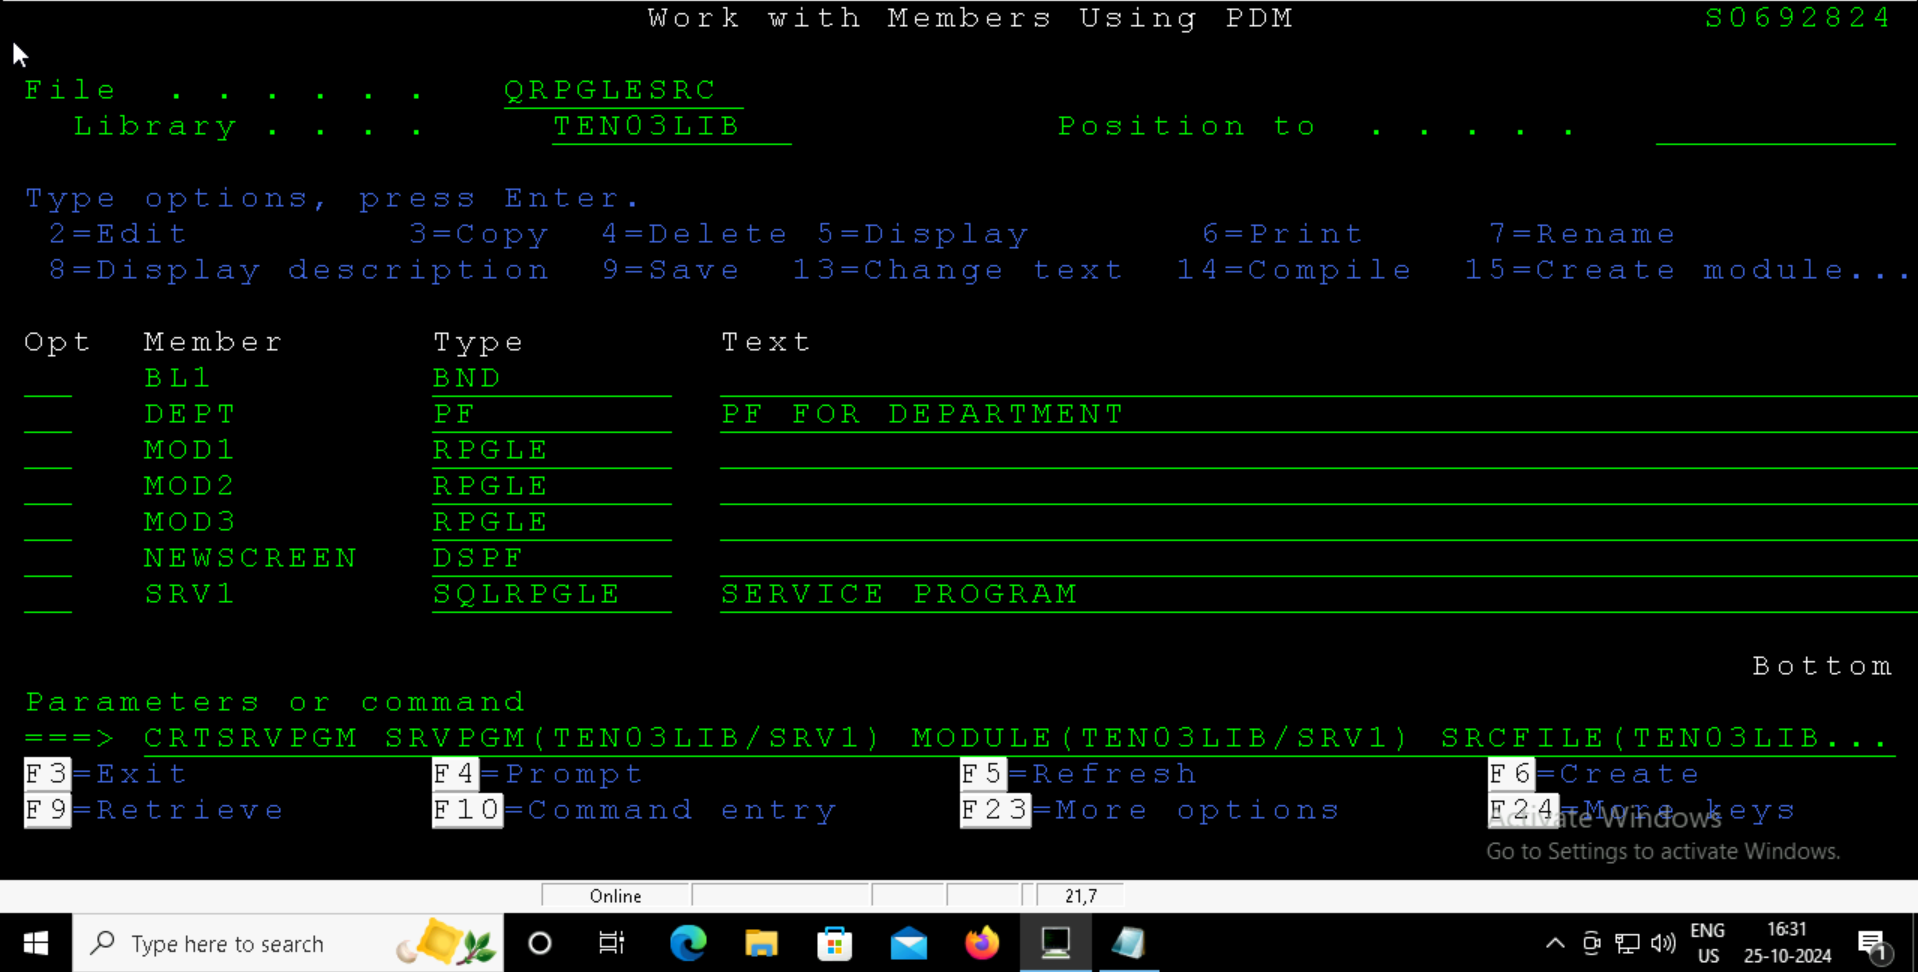 Work with Members Using PDM S0692824
File . . . . . . QRPGLESRC
Library . . . . TEN03LIB Position to . . . . .
Type options, press Enter.
2=Edit 3=Copy 4=Delete 5=Display 6=Print 7=Rename
8=Display description 9=Save 13=Change text 14=Compile 15=Create module...
Opt Member Type Text
BL1 BND
DEPT PF PF FOR DEPARTMENT
MOD1 RPGLE
MOD2 RPGLE
MOD3 RPGLE
NEWSCREEN DSPF
SRV1 SQLRPGLE SERVICE PROGRAM
Bottom
Parameters or command
===> CRTSRVPGM SRVPGM(TEN03LIB/SRV1) MODULE(TEN03LIB/SRV1) SRCFILE(TEN03LIB...
F3=Exit F4=Prompt F5=Refresh F6=Create
F9=Retrieve F10=Command entry F23=More options F24=More keys
Activate Windows
Go to Settings to activate Windows.
Online 21,7
Type here to search ENG 16:31
US 25-10-2024 1